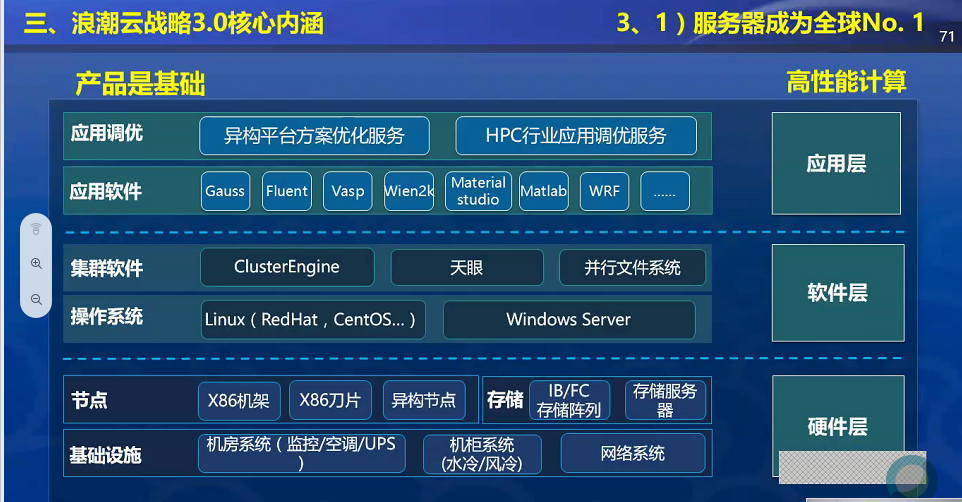 三、浪潮云战略3.0核心内涵
3、1）服务器成为全球No. 1
71
产品是基础
高性能计算
应用调优
异构平台方案优化服务
HPC行业应用调优服务
应用层
应用软件
Gauss
Fluent
Vasp
Wien2k
Material
studio
Matlab
WRF
......
集群软件
ClusterEngine
天眼
并行文件系统
软件层
操作系统
Linux（RedHat，CentOS...）
Windows Server
节点
X86机架
X86刀片
异构节点
存储
IB/FC
存储阵列
存储服务
器
硬件层
基础设施
机房系统（监控/空调/UPS
）
机柜系统
(水冷/风冷)
网络系统